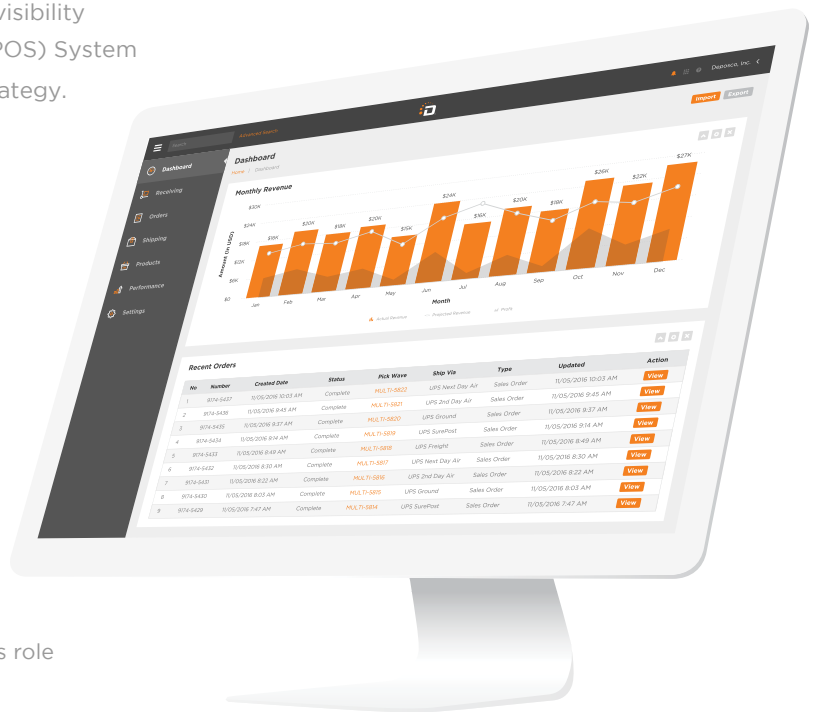 visibility
POS) System
ategy.
Search
Advanced Search
Deposco, Inc.
Dashboard
Receiving
Orders
Shipping
Products
Performance
Settings
Dashboard
Home / Dashboard
Import Export
Monthly Revenue
Amount (in USD)
$30K
$24K
$18K
$12K
$6K
$0
$20K $18K $20K $15K $24K $16K $20K $18K $26K $22K $27K
Jan Feb Mar Apr May Jun Jul Aug Sep Oct Nov Dec
Month
Actual Revenue Projected Revenue Profit
Recent Orders
No Number Created Date Status Pick Wave Ship Via Type Updated Action
1 9174-5437 11/05/2016 10:03 AM Complete MULTI-5822 UPS Next Day Air Sales Order 11/05/2016 10:03 AM View
2 9174-5436 11/05/2016 9:45 AM Complete MULTI-5821 UPS 2nd Day Air Sales Order 11/05/2016 9:45 AM View
3 9174-5435 11/05/2016 9:37 AM Complete MULTI-5820 UPS Ground Sales Order 11/05/2016 9:37 AM View
4 9174-5434 11/05/2016 9:14 AM Complete MULTI-5819 UPS SurePost Sales Order 11/05/2016 9:14 AM View
5 9174-5433 11/05/2016 8:49 AM Complete MULTI-5818 UPS Freight Sales Order 11/05/2016 8:49 AM View
6 9174-5432 11/05/2016 8:30 AM Complete MULTI-5817 UPS Next Day Air Sales Order 11/05/2016 8:30 AM View
7 9174-5431 11/05/2016 8:22 AM Complete MULTI-5816 UPS 2nd Day Air Sales Order 11/05/2016 8:22 AM View
8 9174-5430 11/05/2016 8:03 AM Complete MULTI-5815 UPS Ground Sales Order 11/05/2016 8:03 AM View
9 9174-5429 11/05/2016 7:47 AM Complete MULTI-5814 UPS SurePost Sales Order 11/05/2016 7:47 AM View
s role